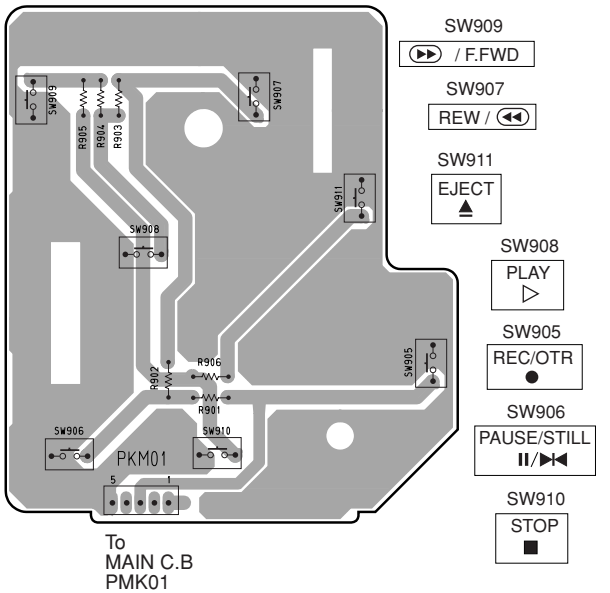 SW909
/ F.FWD
SW907
REW /
SW911
EJECT
SW908
PLAY
SW905
REC/OTR
SW906
PAUSE/STILL
II/
SW910
STOP
SW909
R905
R904
R903
SW907
SW911
SW908
R902
R906
R901
SW905
SW906
SW910
PKM01
5
1
To
MAIN C.B
PMK01